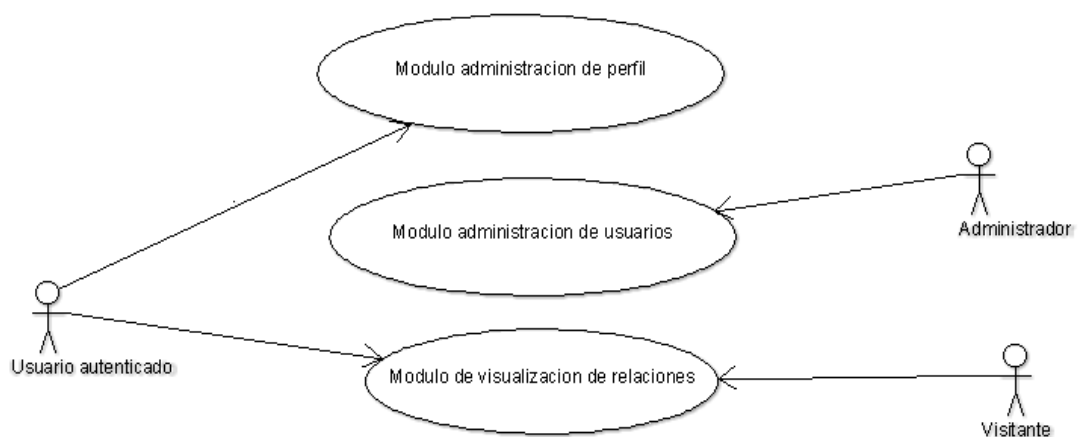 Modulo administracion de perfil
Modulo administracion de usuarios
Administrador
Usuario autenticado
Modulo de visualizacion de relaciones
Visitante